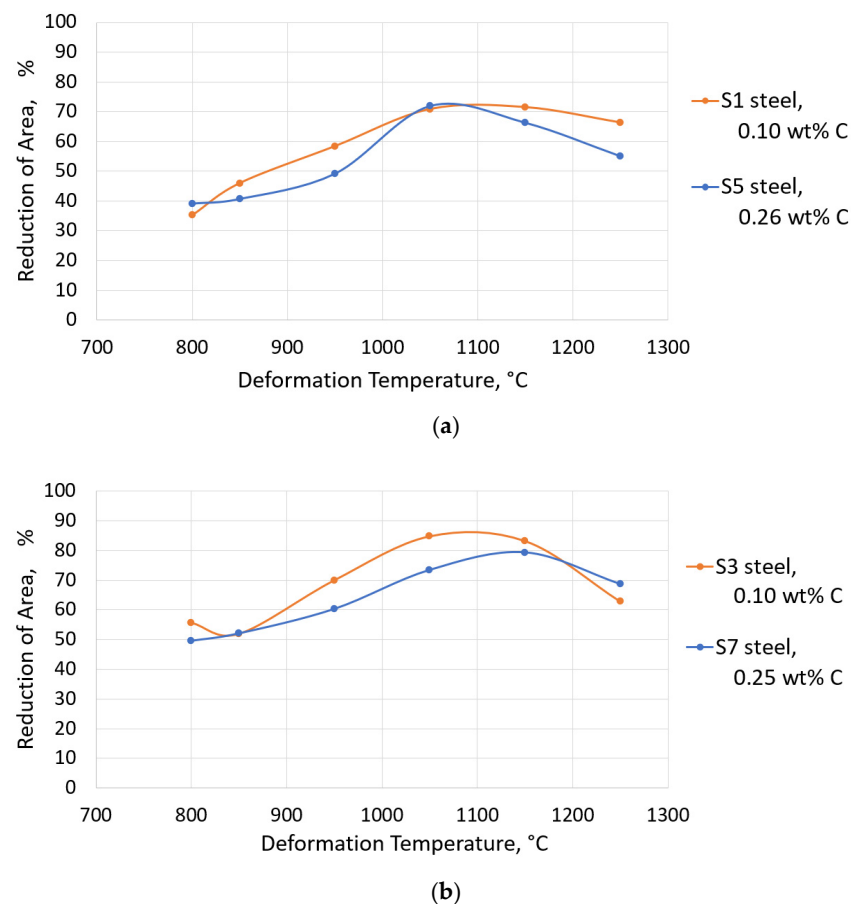 100
90
80
70
60
50
40
30
20
10
0
Reduction of Area, %
700 800 900 1000 1100 1200 1300
Deformation Temperature, °C
S1 steel,
0.10 wt% C
S5 steel,
0.26 wt% C
(a)
100
90
80
70
60
50
40
30
20
10
0
Reduction of Area, %
700 800 900 1000 1100 1200 1300
Deformation Temperature, °C
S3 steel,
0.10 wt% C
S7 steel,
0.25 wt% C
(b)